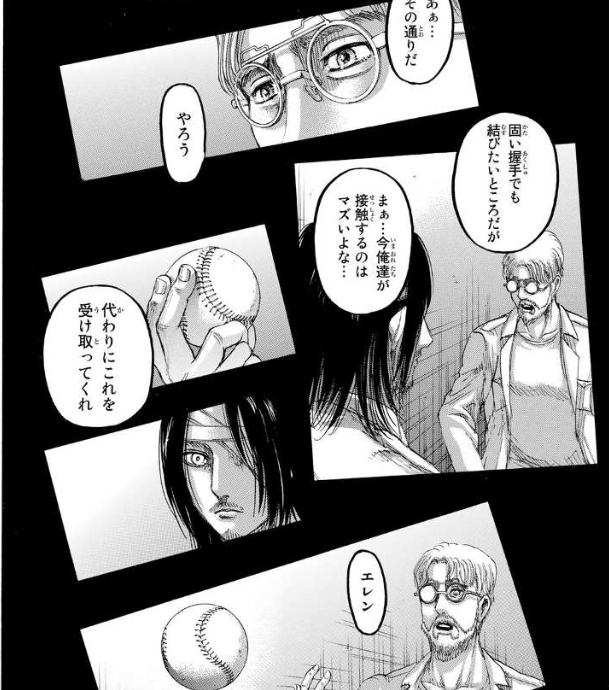 あぁ…
その通りだ
やろう
固い握手でも
結びたいところだが
まぁ…今俺達が
接触するのは
マズいよな…
代わりにこれを
受け取ってくれ
エレン